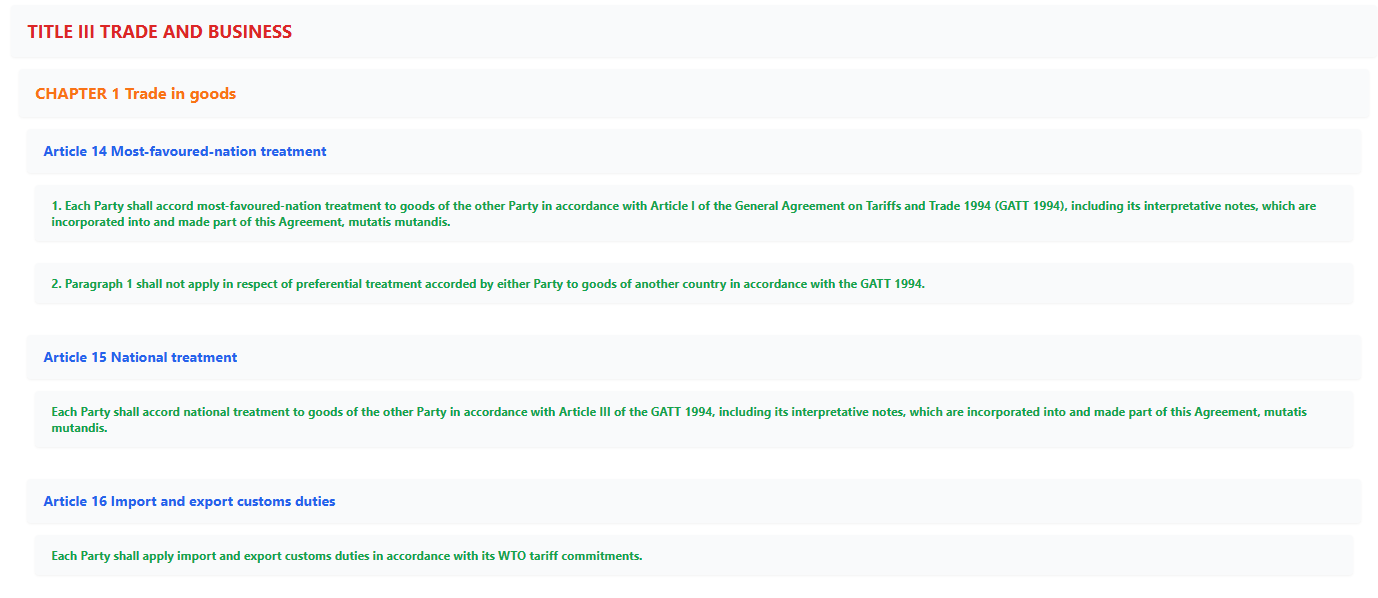 TITLE III TRADE AND BUSINESS
CHAPTER 1 Trade in goods
Article 14 Most-favoured-nation treatment
1. Each Party shall accord most-favoured-nation treatment to goods of the other Party in accordance with Article I of the General Agreement on Tariffs and Trade 1994 (GATT 1994), including its interpretative notes, which are
incorporated into and made part of this Agreement, mutatis mutandis.
2. Paragraph 1 shall not apply in respect of preferential treatment accorded by either Party to goods of another country in accordance with the GATT 1994.
Article 15 National treatment
Each Party shall accord national treatment to goods of the other Party in accordance with Article III of the GATT 1994, including its interpretative notes, which are incorporated into and made part of this Agreement, mutatis
mutandis.
Article 16 Import and export customs duties
Each Party shall apply import and export customs duties in accordance with its WTO tariff commitments.